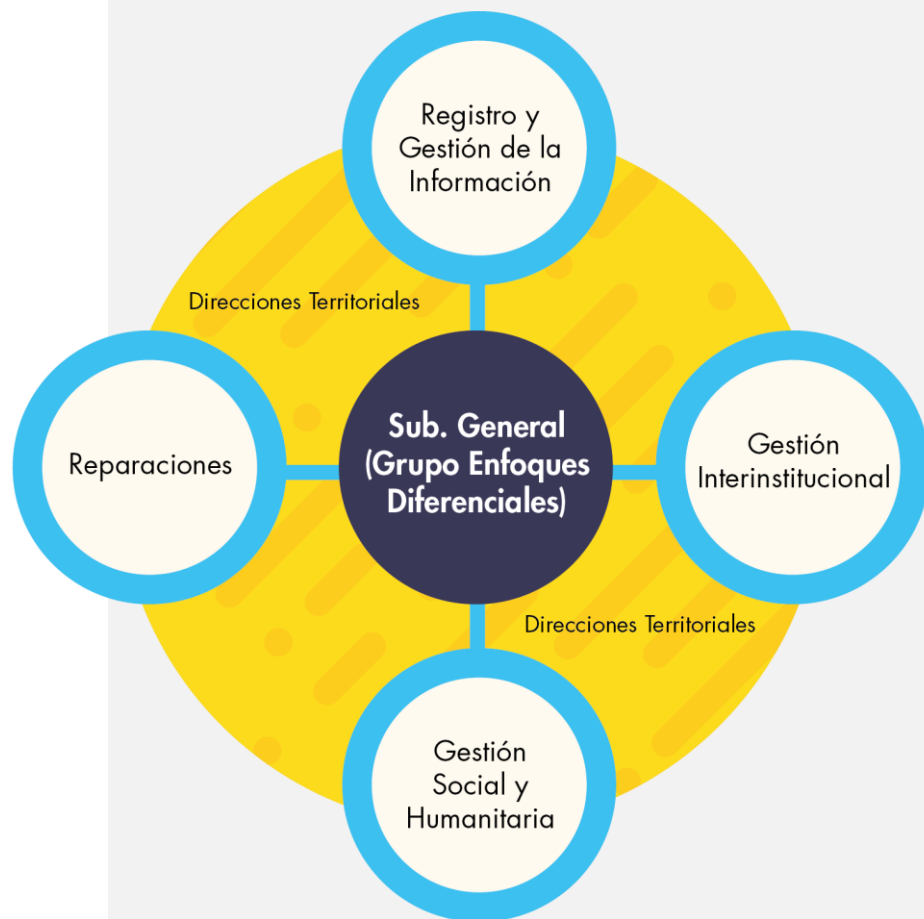 Registro y
Gestión de la
Información
Direcciones Territoriales
Reparaciones
Sub. General
(Grupo Enfoques
Diferenciales)
Gestión
Interinstitucional
Direcciones Territoriales
Gestión
Social y
Humanitaria